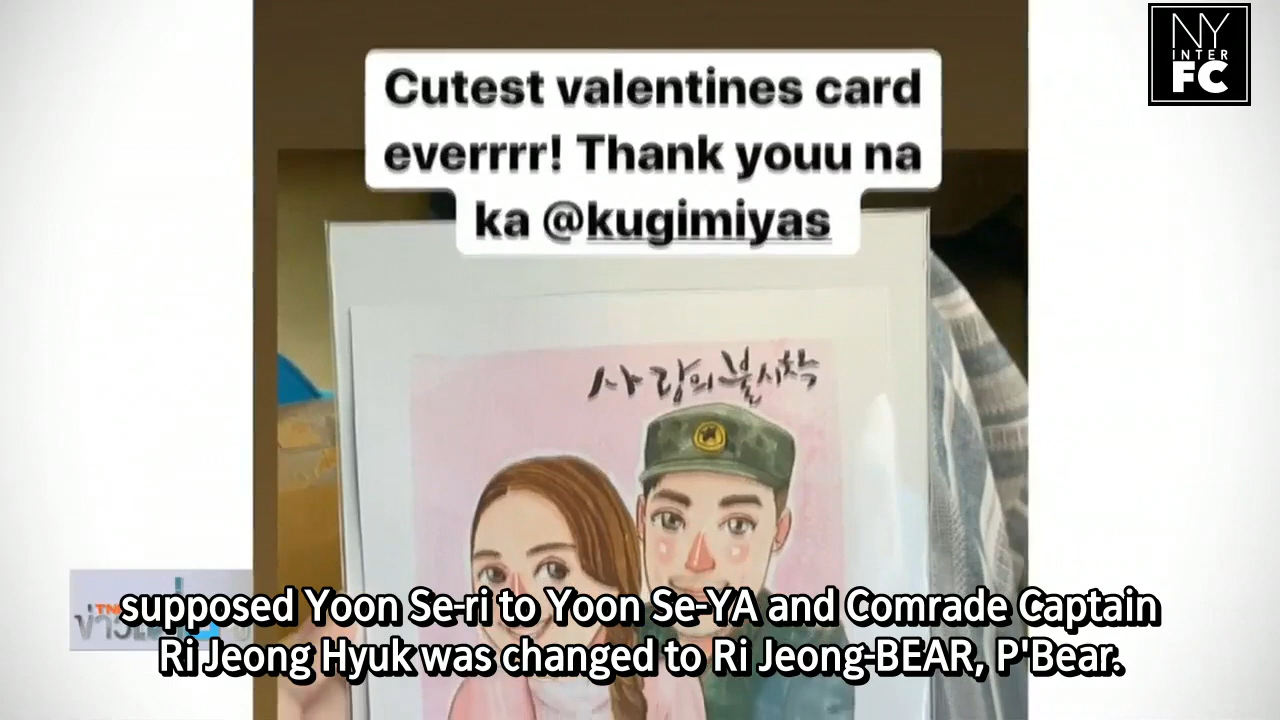 NY
INTER
FC
Cutest valentines card
everrrr! Thank youu na
ka @kugimiyas
사랑의 불시착
TN
supposed Yoon Se-ri to Yoon Se-YA and Comrade Captain
Ri Jeong Hyuk was changed to Ri Jeong-BEAR, P'Bear.